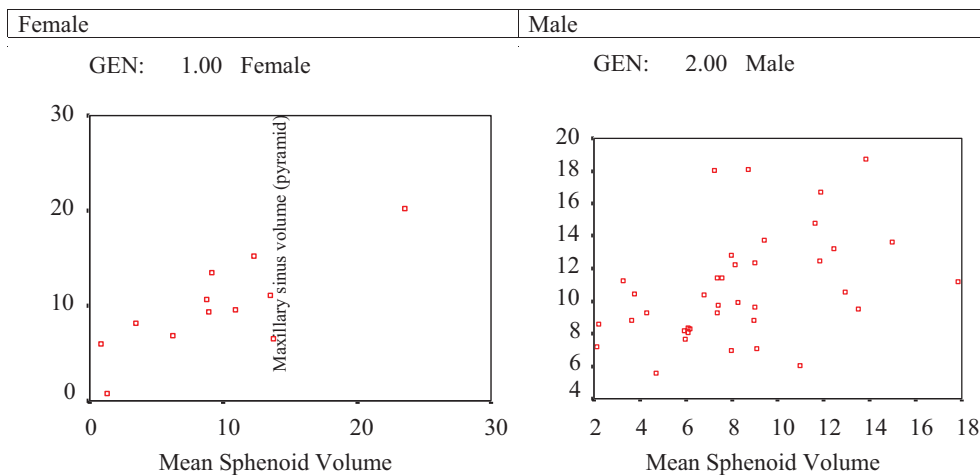 Female
Male
GEN: 1.00 Female
GEN: 2.00 Male
30
20
10
0
Maxillary sinus volume (pyramid)
0 10 20 30
Mean Sphenoid Volume
20
18
16
14
12
10
8
6
4
2 4 6 8 10 12 14 16 18
Mean Sphenoid Volume